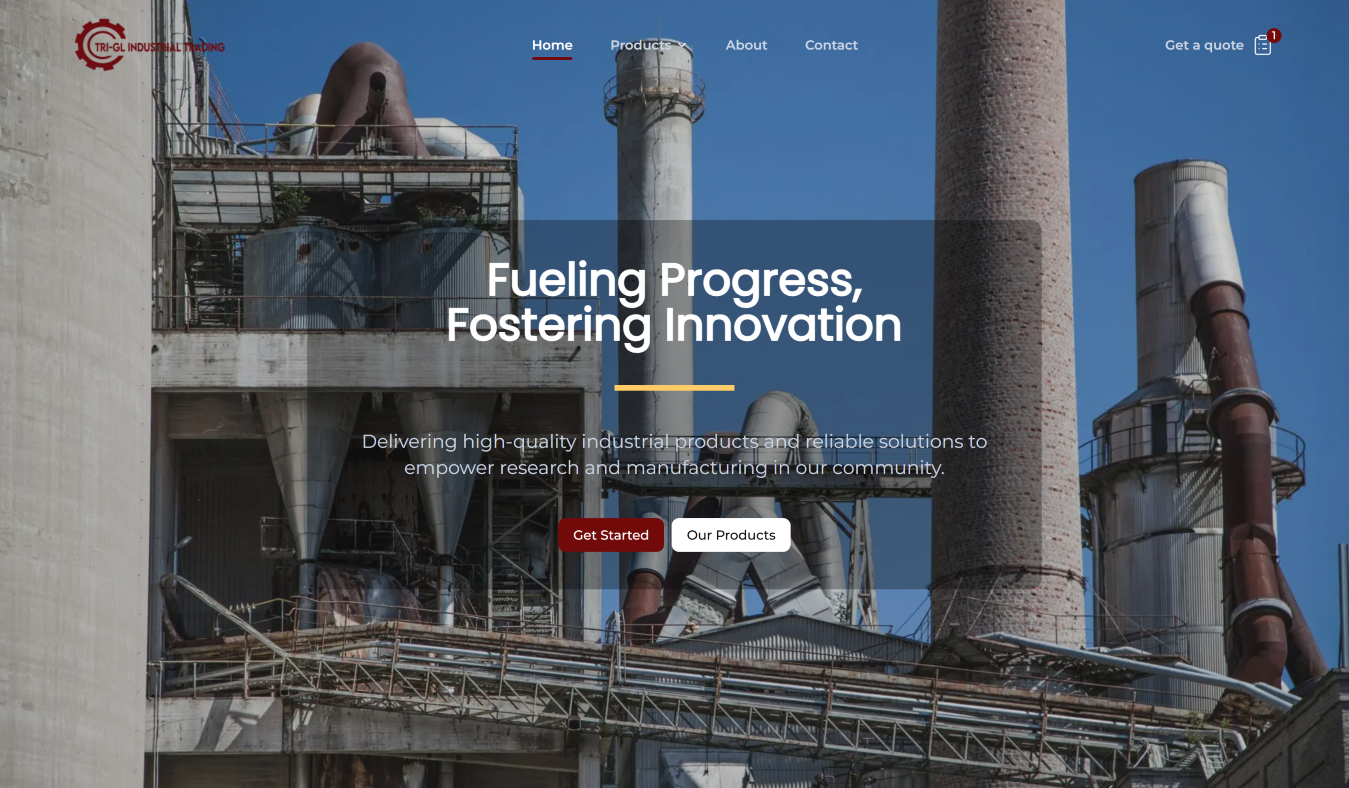 TRI-GL INDUSTRIAL TRADING
Home
Products
About
Contact
Get a quote
1
Fueling Progress,
Fostering Innovation
Delivering high-quality industrial products and reliable solutions to
empower research and manufacturing in our community.
Get Started
Our Products